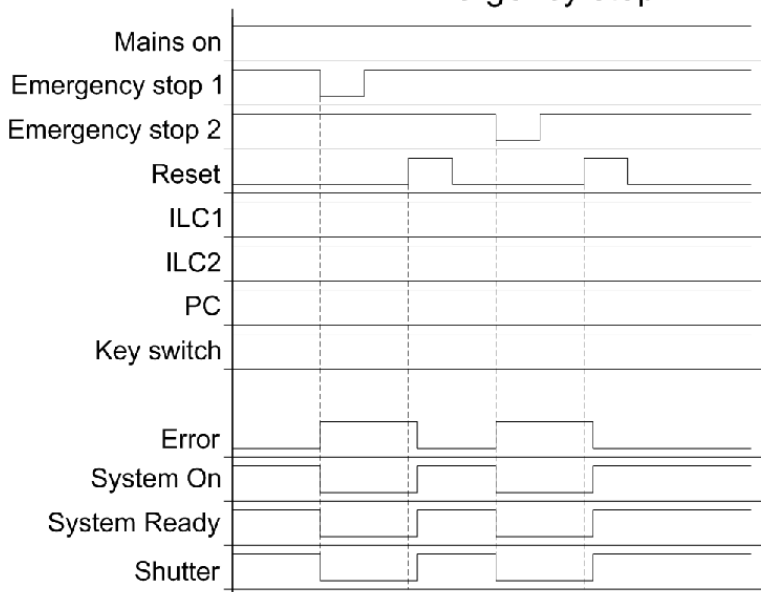 Mains on
Emergency stop 1
Emergency stop 2
Reset
ILC1
ILC2
PC
Key switch
Error
System On
System Ready
Shutter